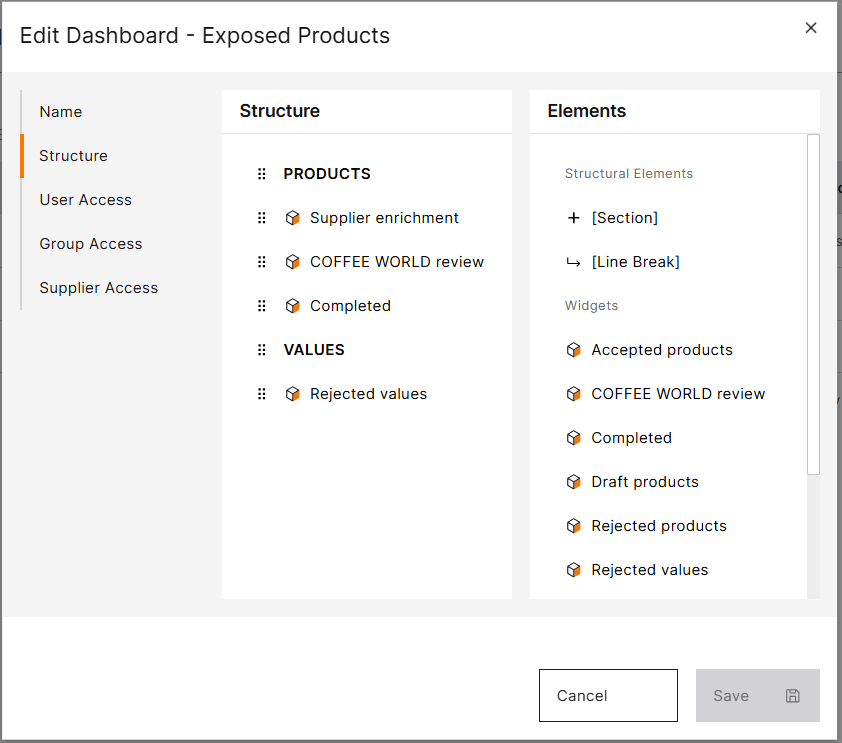 Edit Dashboard - Exposed Products
Name
Structure
User Access
Group Access
Supplier Access
Structure
PRODUCTS
Supplier enrichment
COFFEE WORLD review
Completed
VALUES
Rejected values
Elements
Structural Elements
[Section]
[Line Break]
Widgets
Accepted products
COFFEE WORLD review
Completed
Draft products
Rejected products
Rejected values
Cancel
Save